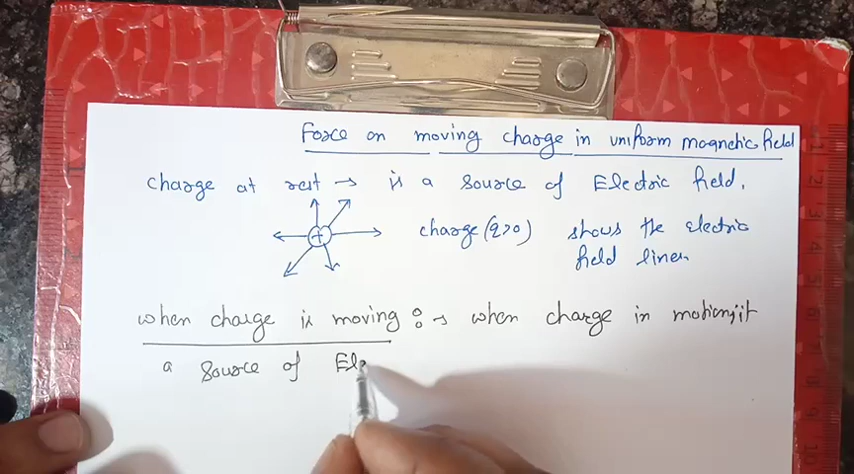 Force on moving charge in uniform magnetic field
charge at rest → is a source of Electric field.
+
charge (q>0) shows the electric
field lines
when charge is moving : → when charge in motion, it
a source of Ele